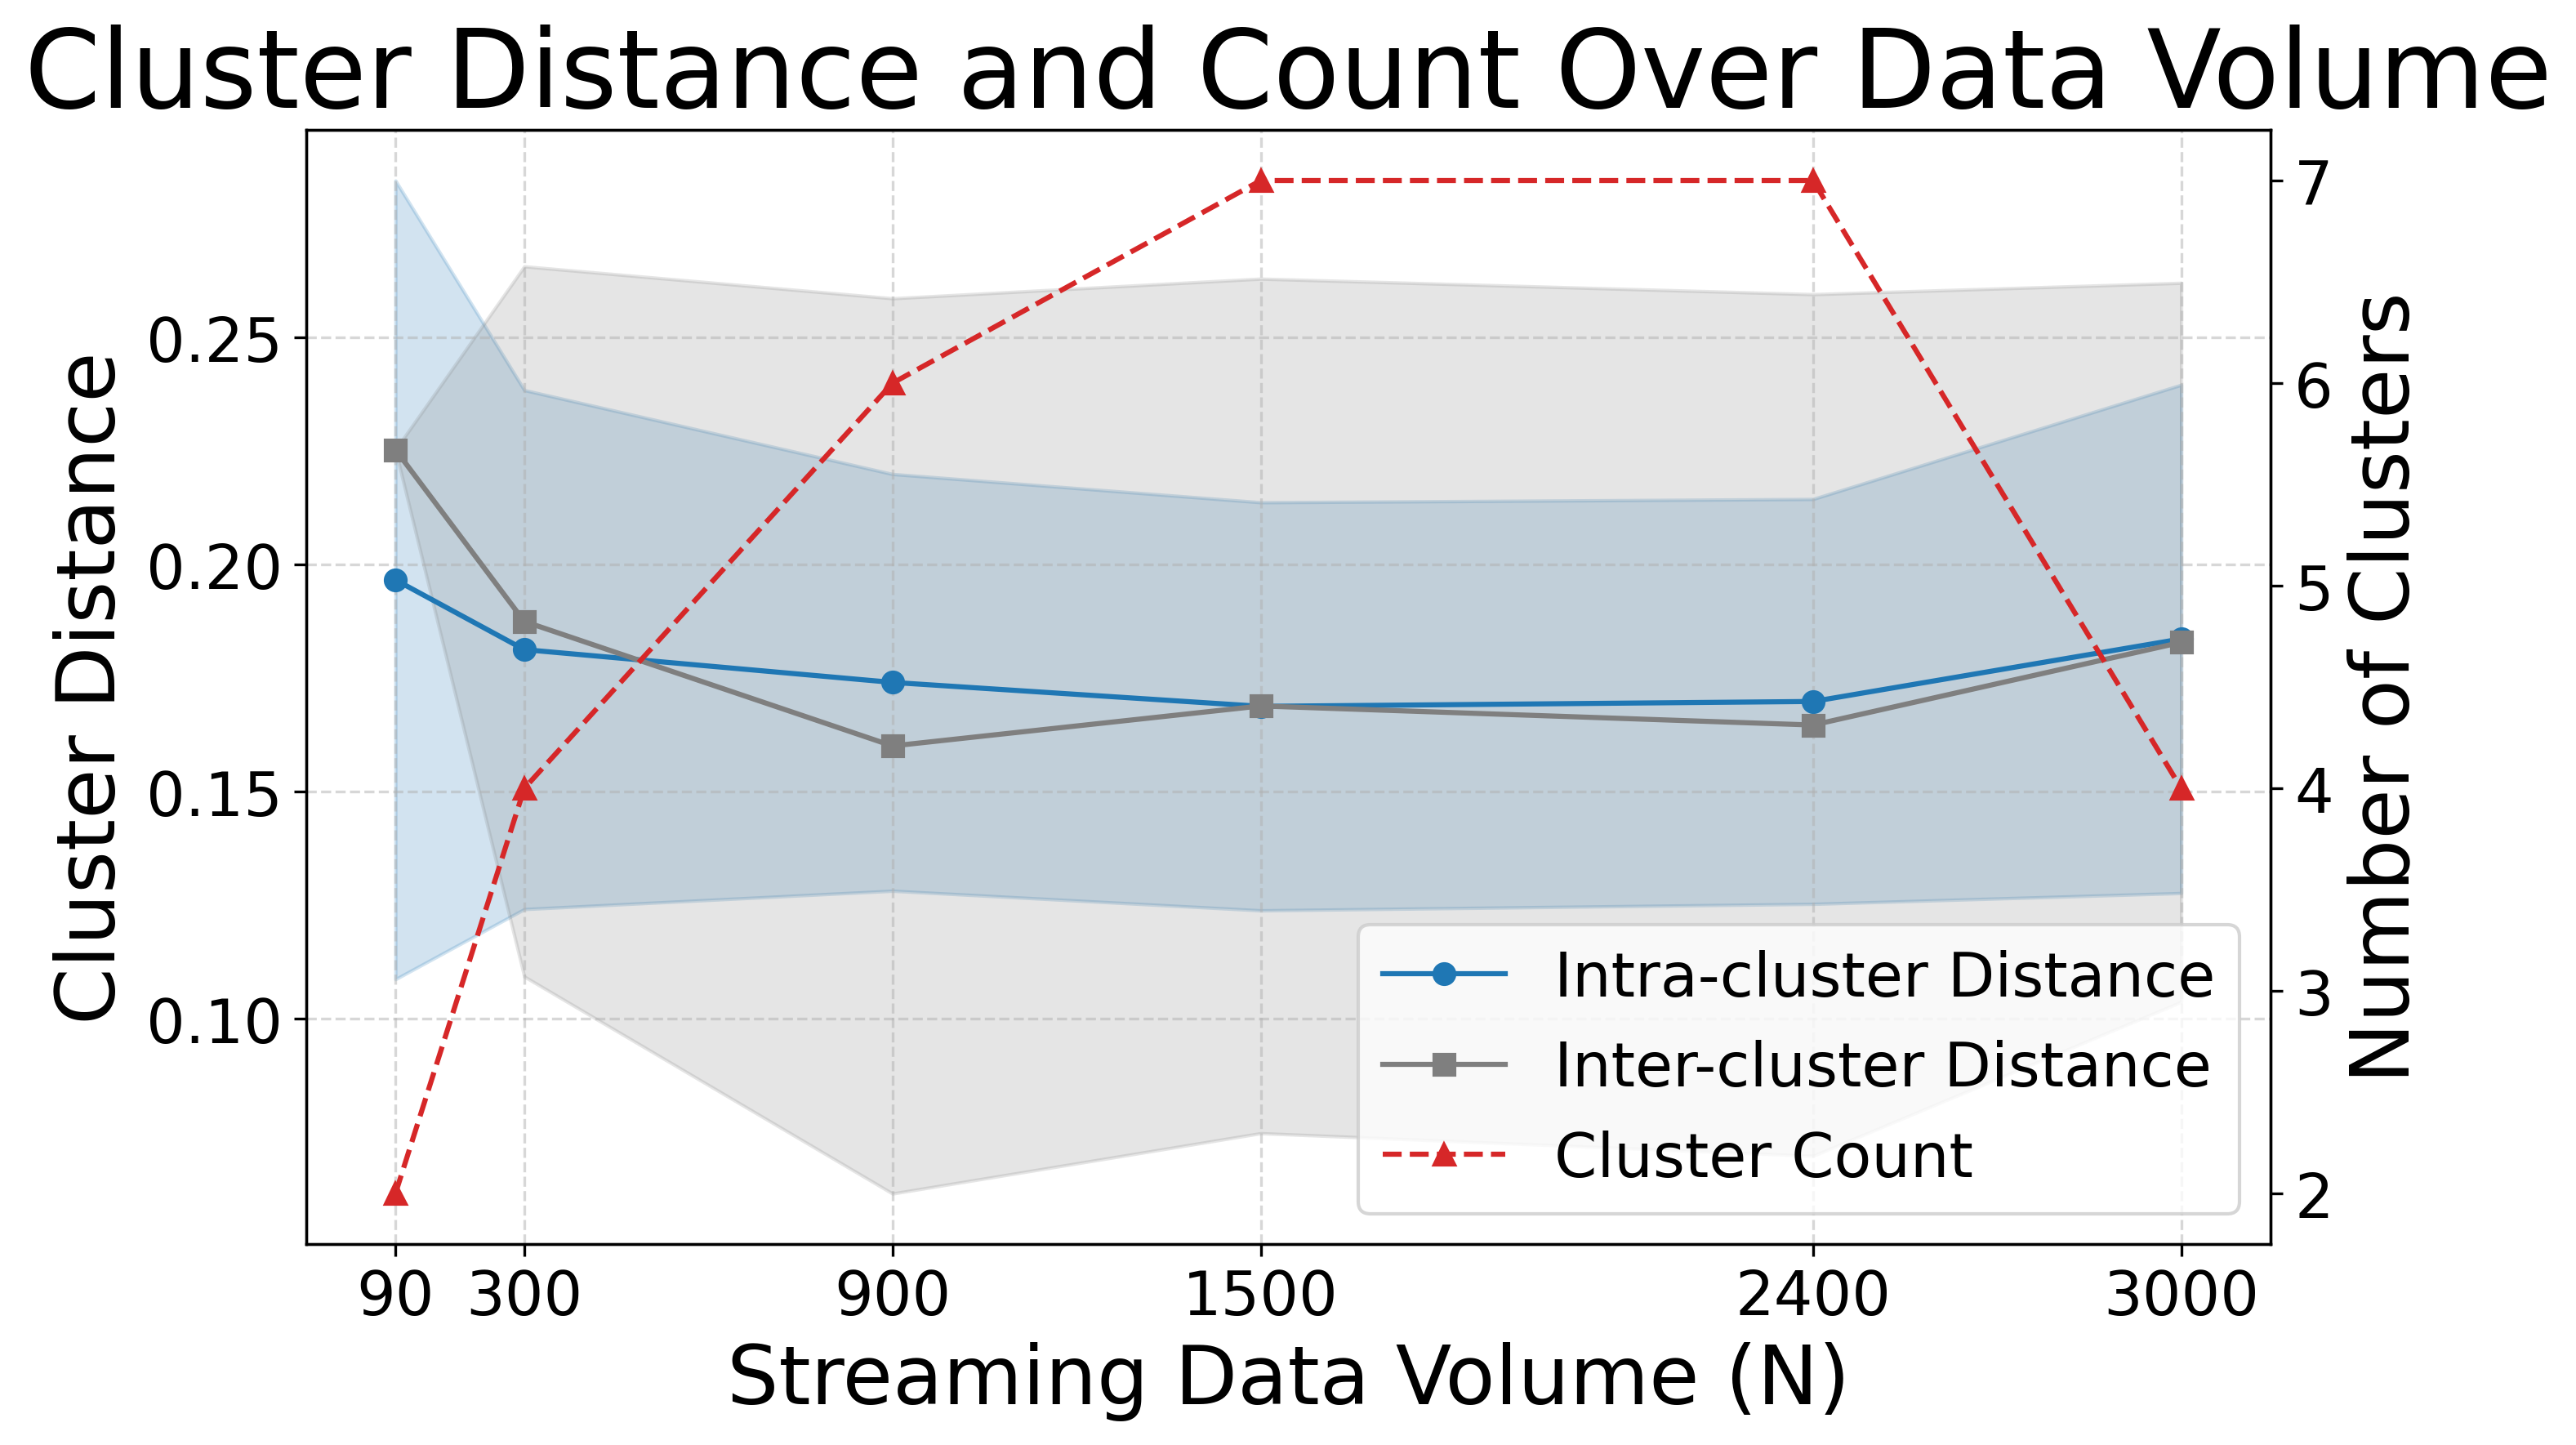 Cluster Distance and Count Over Data Volume
Cluster Distance
0.25
0.20
0.15
0.10
7
6
5
4
3
2
Number of Clusters
Intra-cluster Distance
Inter-cluster Distance
Cluster Count
90 300 900 1500 2400 3000
Streaming Data Volume (N)